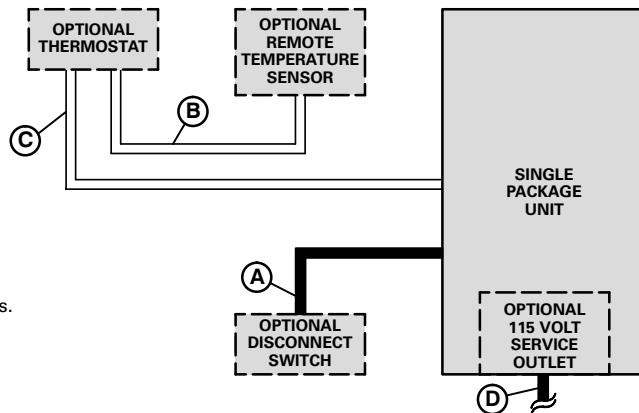 OPTIONAL
THERMOSTAT
OPTIONAL
REMOTE
TEMPERATURE
SENSOR
B
C
SINGLE
PACKAGE
UNIT
A
s.
OPTIONAL
DISCONNECT
SWITCH
OPTIONAL
115 VOLT
SERVICE
OUTLET
D